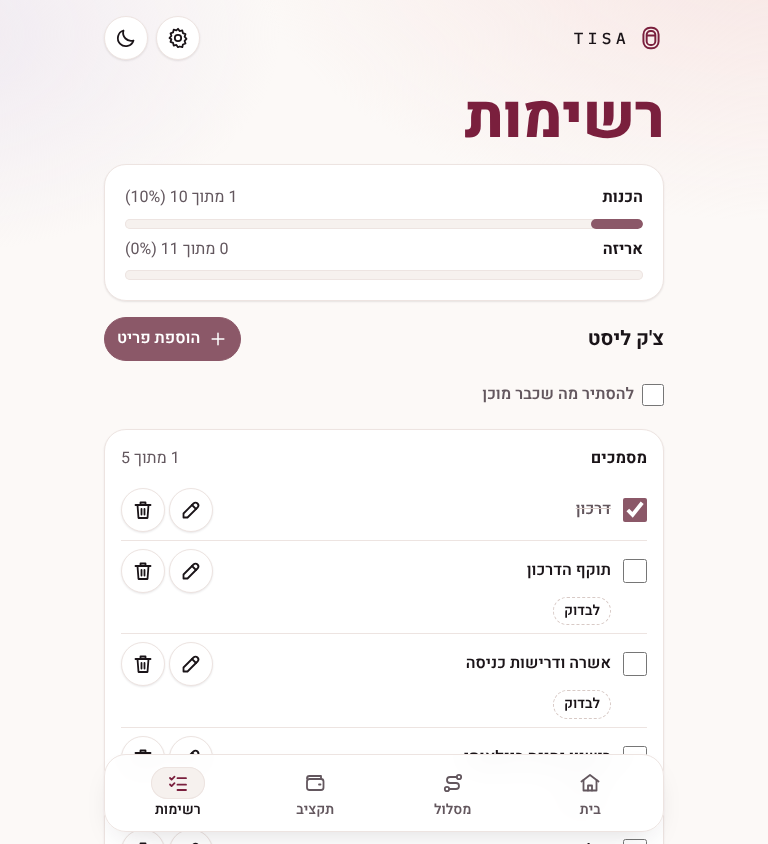 TISA
רשימות
הכנות 1 מתוך 10 (10%)
אריזה 0 מתוך 11 (0%)
צ'ק ליסט
הוספת פריט
להסתיר מה שכבר מוכן
מסמכים 1 מתוך 5
דרכון
תוקף הדרכון
לבדוק
אשרה ודרישות כניסה
לבדוק
בית
מסלול
תקציב
רשימות